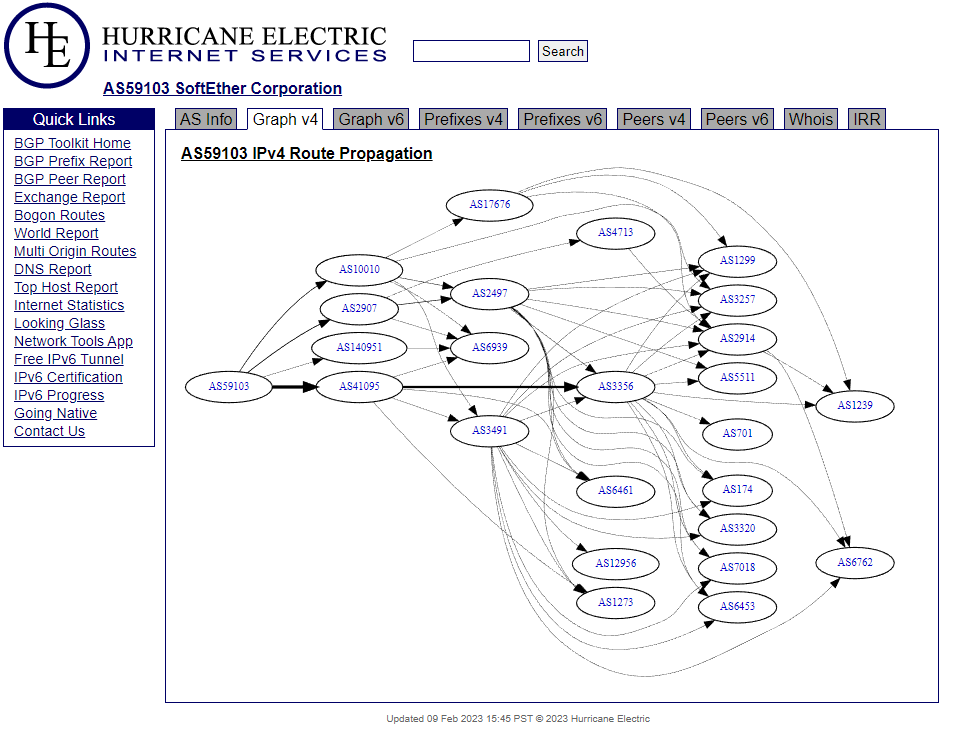 HE
HURRICANE ELECTRIC
INTERNET SERVICES
Search
AS59103 SoftEther Corporation
Quick Links
BGP Toolkit Home
BGP Prefix Report
BGP Peer Report
Exchange Report
Bogon Routes
World Report
Multi Origin Routes
DNS Report
Top Host Report
Internet Statistics
Looking Glass
Network Tools App
Free IPv6 Tunnel
IPv6 Certification
IPv6 Progress
Going Native
Contact Us
AS Info Graph v4 Graph v6 Prefixes v4 Prefixes v6 Peers v4 Peers v6 Whois IRR
AS59103 IPv4 Route Propagation
AS17676
AS4713
AS1299
AS10010
AS2497
AS3257
AS2907
AS2914
AS140951
AS6939
AS5511
AS59103
AS41095
AS3356
AS1239
AS3491
AS701
AS6461
AS174
AS3320
AS12956
AS7018
AS6762
AS1273
AS6453
Updated 09 Feb 2023 15:45 PST © 2023 Hurricane Electric